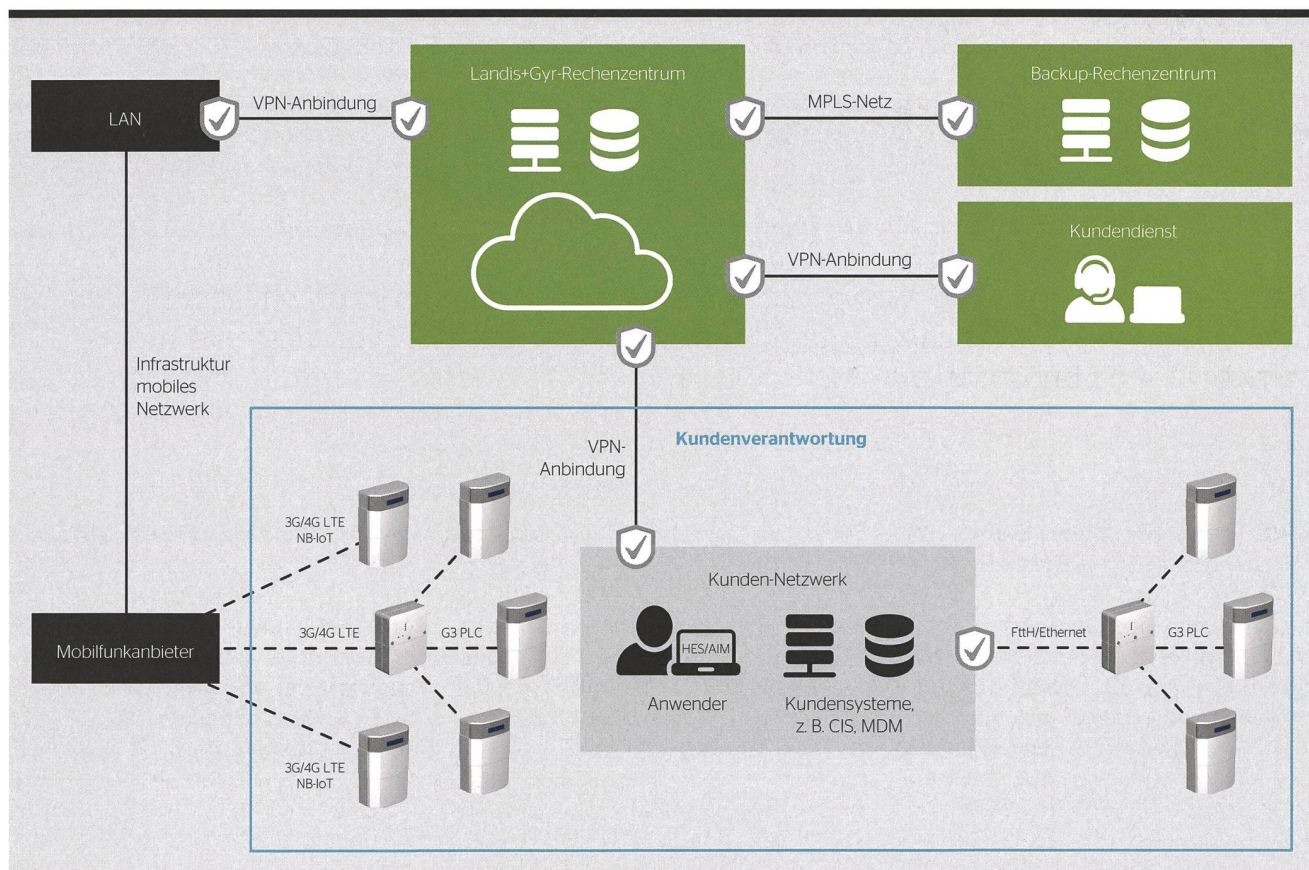 Landis+Gyr-Rechenzentrum
Backup-Rechenzentrum
LAN
VPN-Anbindung
MPLS-Netz
Kundendienst
VPN-Anbindung
Infrastruktur
mobiles
Netzwerk
VPN-
Anbindung
Kundenverantwortung
3G/4G LTE
NB-IoT
Kunden-Netzwerk
Mobilfunkanbieter
3G/4G LTE
G3 PLC
HES/AIM
FttH/Ethernet
G3 PLC
Anwender
Kundensysteme,
z. B. CIS, MDM
3G/4G LTE
NB-IoT